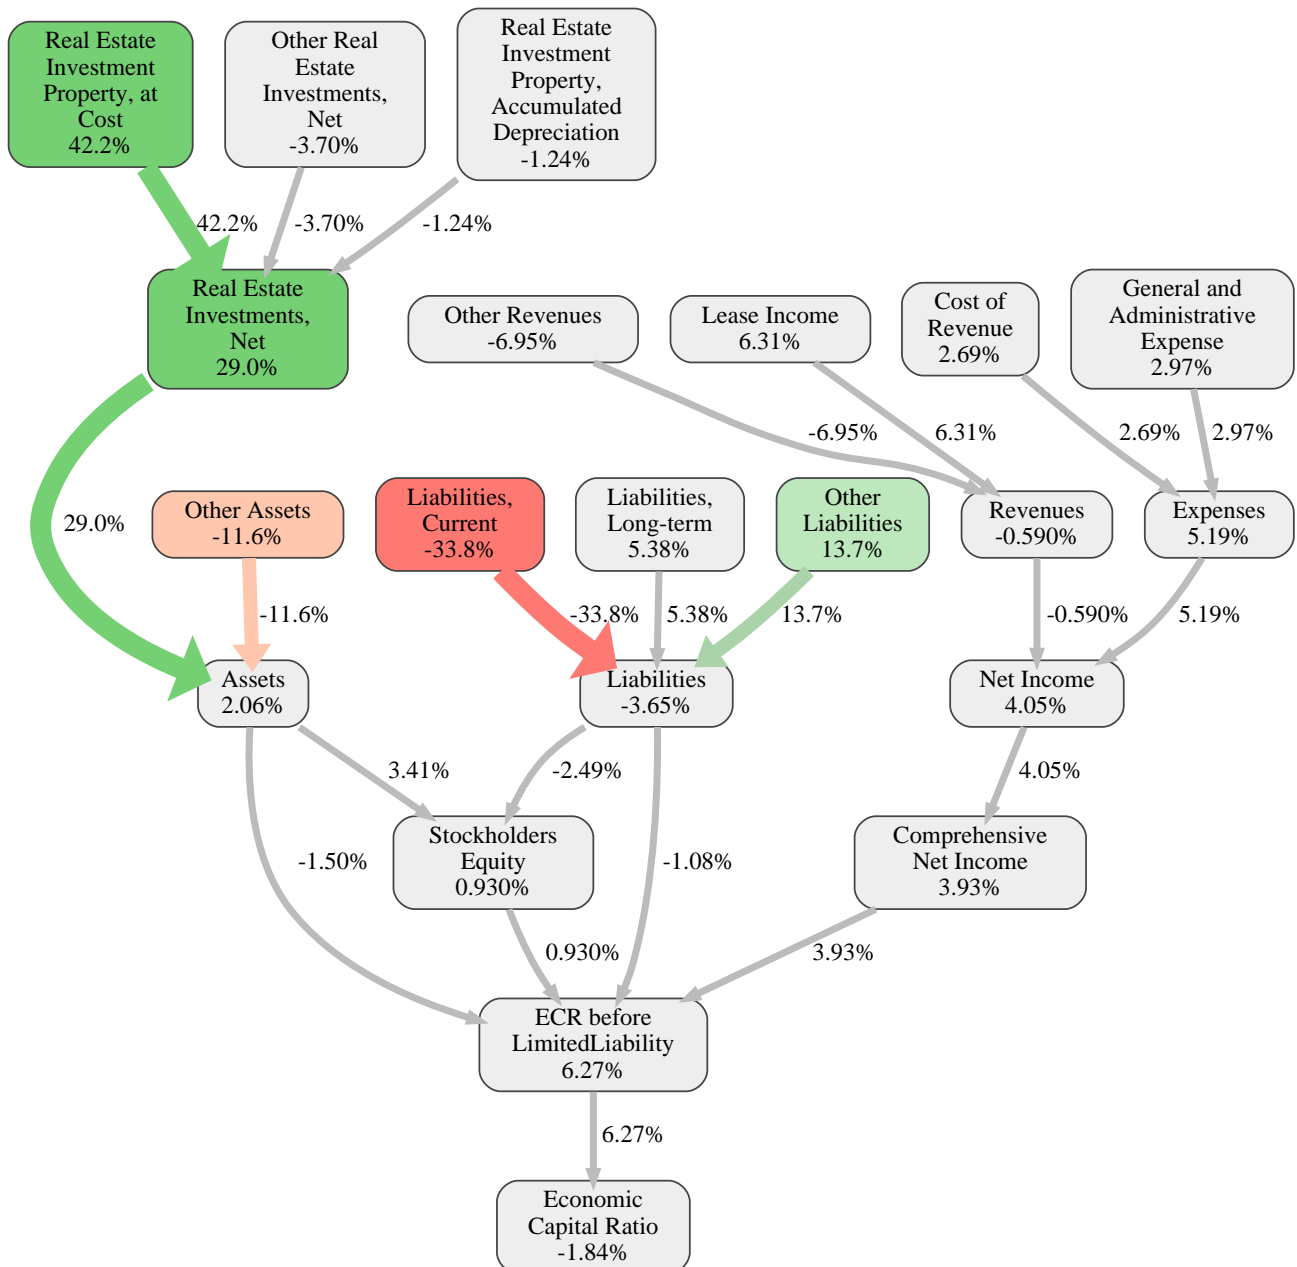 Real Estate
Investment
Property, at
Cost
42.2%
Other Real
Estate
Investments,
Net
-3.70%
Real Estate
Investment
Property,
Accumulated
Depreciation
-1.24%
42.2%
-3.70%
-1.24%
Real Estate
Investments,
Net
29.0%
Other Revenues
-6.95%
Lease Income
6.31%
Cost of
Revenue
2.69%
General and
Administrative
Expense
2.97%
-6.95%
6.31%
2.69%
2.97%
29.0%
Other Assets
-11.6%
Liabilities,
Current
-33.8%
Liabilities,
Long-term
5.38%
Other
Liabilities
13.7%
Revenues
-0.590%
Expenses
5.19%
-11.6%
-33.8%
5.38%
13.7%
-0.590%
5.19%
Assets
2.06%
Liabilities
-3.65%
Net Income
4.05%
3.41%
-2.49%
4.05%
Stockholders
Equity
0.930%
Comprehensive
Net Income
3.93%
-1.50%
-1.08%
0.930%
3.93%
ECR before
LimitedLiability
6.27%
6.27%
Economic
Capital Ratio
-1.84%